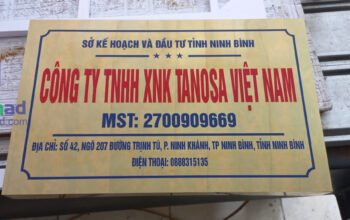 SỞ KẾ HOẠCH VÀ ĐẦU TƯ TỈNH NINH BÌNH
CÔNG TY TNHH XNK TANOSA VIỆT NAM
MST: 2700909669
ĐỊA CHỈ: SỐ 42, NGÕ 207 ĐƯỜNG TRỊNH TÚ, P. NINH KHÁNH, TP NINH BÌNH, TỈNH NINH BÌNH
ĐIỆN THOẠI: 0888315135